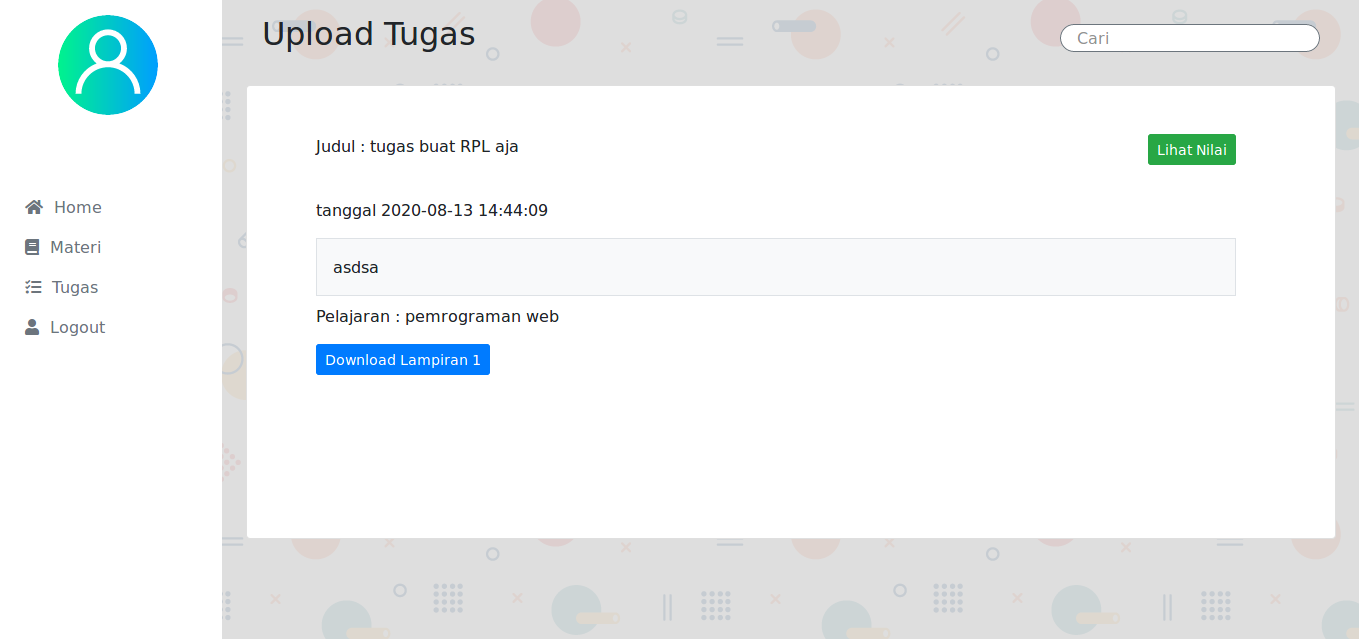 Upload Tugas
Cari
Home
Materi
Tugas
Logout
Judul : tugas buat RPL aja
Lihat Nilai
tanggal 2020-08-13 14:44:09
asdsa
Pelajaran : pemrograman web
Download Lampiran 1